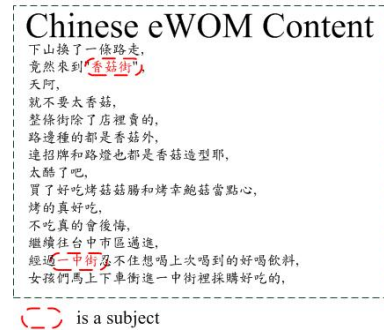 Chinese eWOM Content
下山換了一條路走,
竟然來到"香菇街",
天阿,
就不要太香菇,
整條街除了店裡賣的,
路邊種的都是香菇外,
連招牌和路燈也都是香菇造型耶,
太酷了吧,
買了好吃烤菇菇腸和烤杏鮑菇當點心,
烤的真好吃,
不吃真的會後悔,
繼續往台中市區邁進,
經過一中街忍不住想喝上次喝到的好喝飲料,
女孩們馬上下車衝進一中街裡採購好吃的,
is a subject